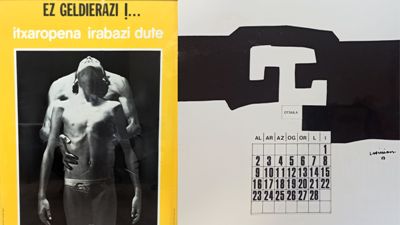 EZ GELDIERAZI !...
itxaropena irabazi dute
OTSAILA
AL AR AZ OG OR L I
1
2 3 4 5 6 7 8
9 10 11 12 13 14 15
16 17 18 19 20 21 22
23 24 25 26 27 28